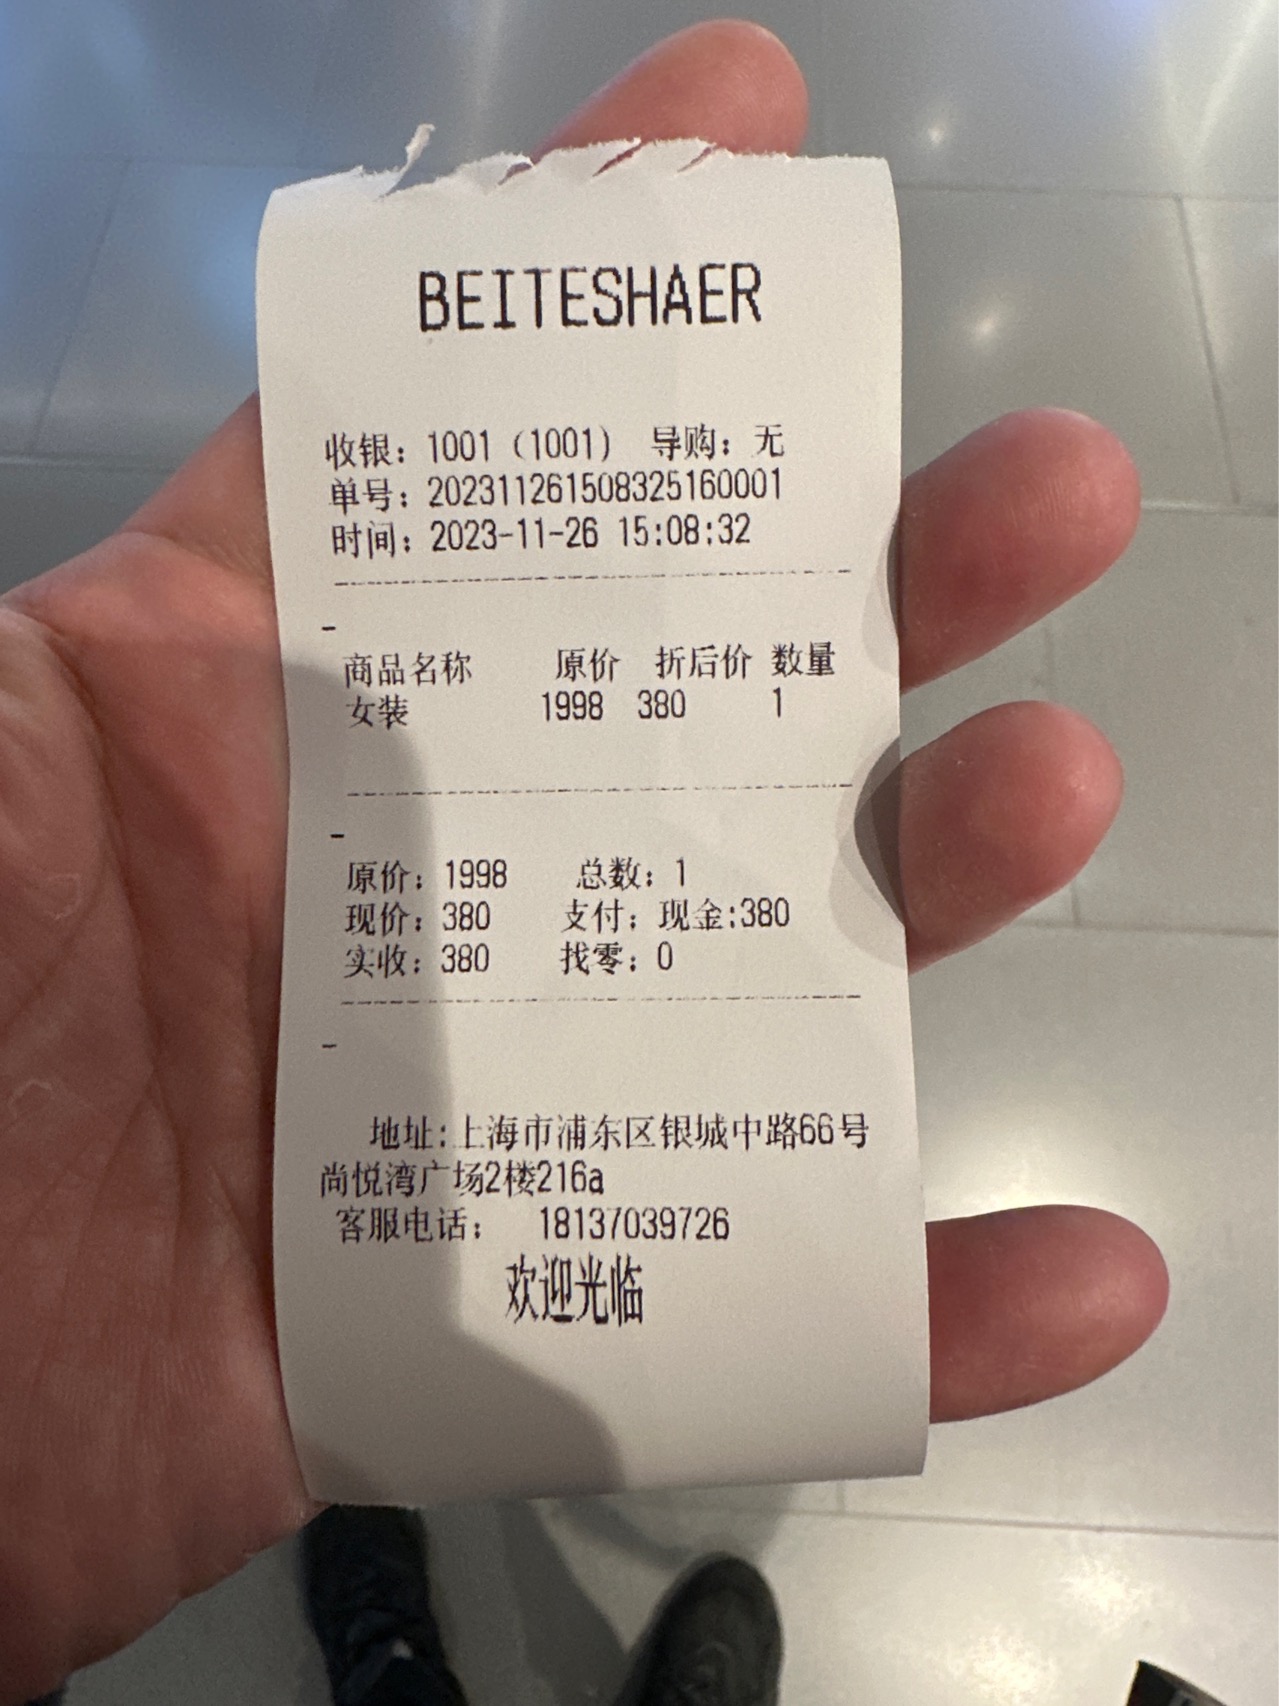 BEITESHAER
收银：1001（1001） 导购：无
单号：202311261508325160001
时间：2023-11-26 15:08:32
-
商品名称 原价 折后价 数量
女装 1998 380 1
-
原价：1998 总数：1
现价：380 支付：现金:380
实收：380 找零：0
-
地址:上海市浦东区银城中路66号
尚悦湾广场2楼216a
客服电话： 18137039726
欢迎光临